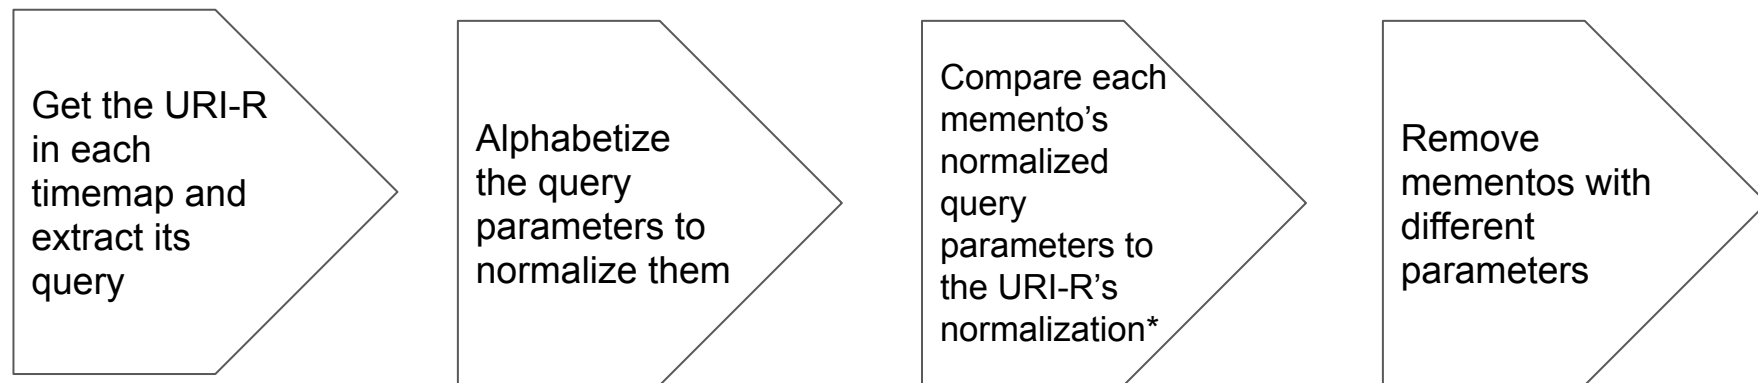 Get the URI-R
in each
timemap and
extract its
query
Alphabetize
the query
parameters to
normalize them
Compare each
memento’s
normalized
query
parameters to
the URI-R’s
normalization*
Remove
mementos with
different
parameters